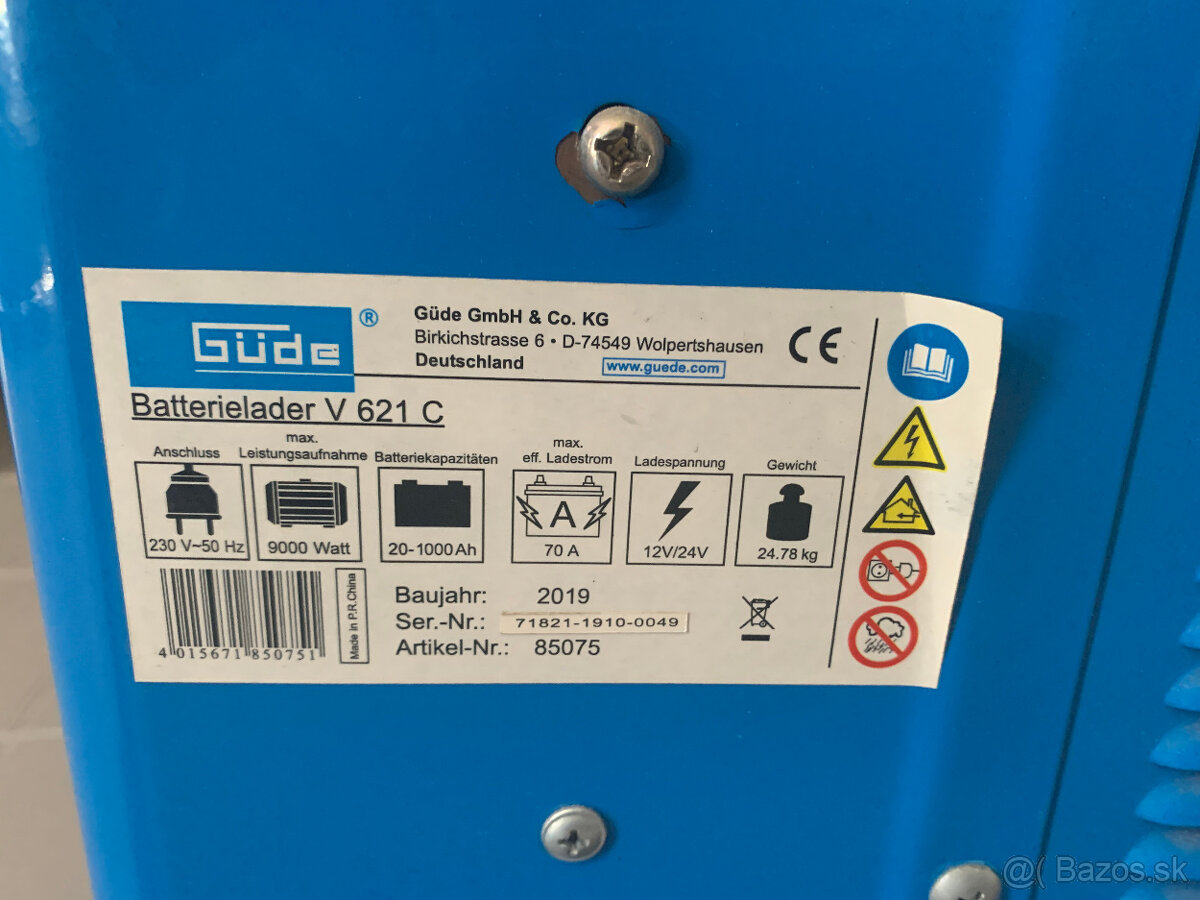 Güde ®
Güde GmbH & Co. KG
Birkichstrasse 6 • D-74549 Wolpertshausen
Deutschland
www.guede.com
CE
Batterielader V 621 C
Anschluss
230 V~50 Hz
max.
Leistungsaufnahme
9000 Watt
Batteriekapazitäten
20-1000Ah
max.
eff. Ladestrom
A
70 A
Ladespannung
12V/24V
Gewicht
24.78 kg
4 015671 850751
Made in P.R.China
Baujahr: 2019
Ser.-Nr.: 71821-1910-0049
Artikel-Nr.: 85075
@( Bazos.sk